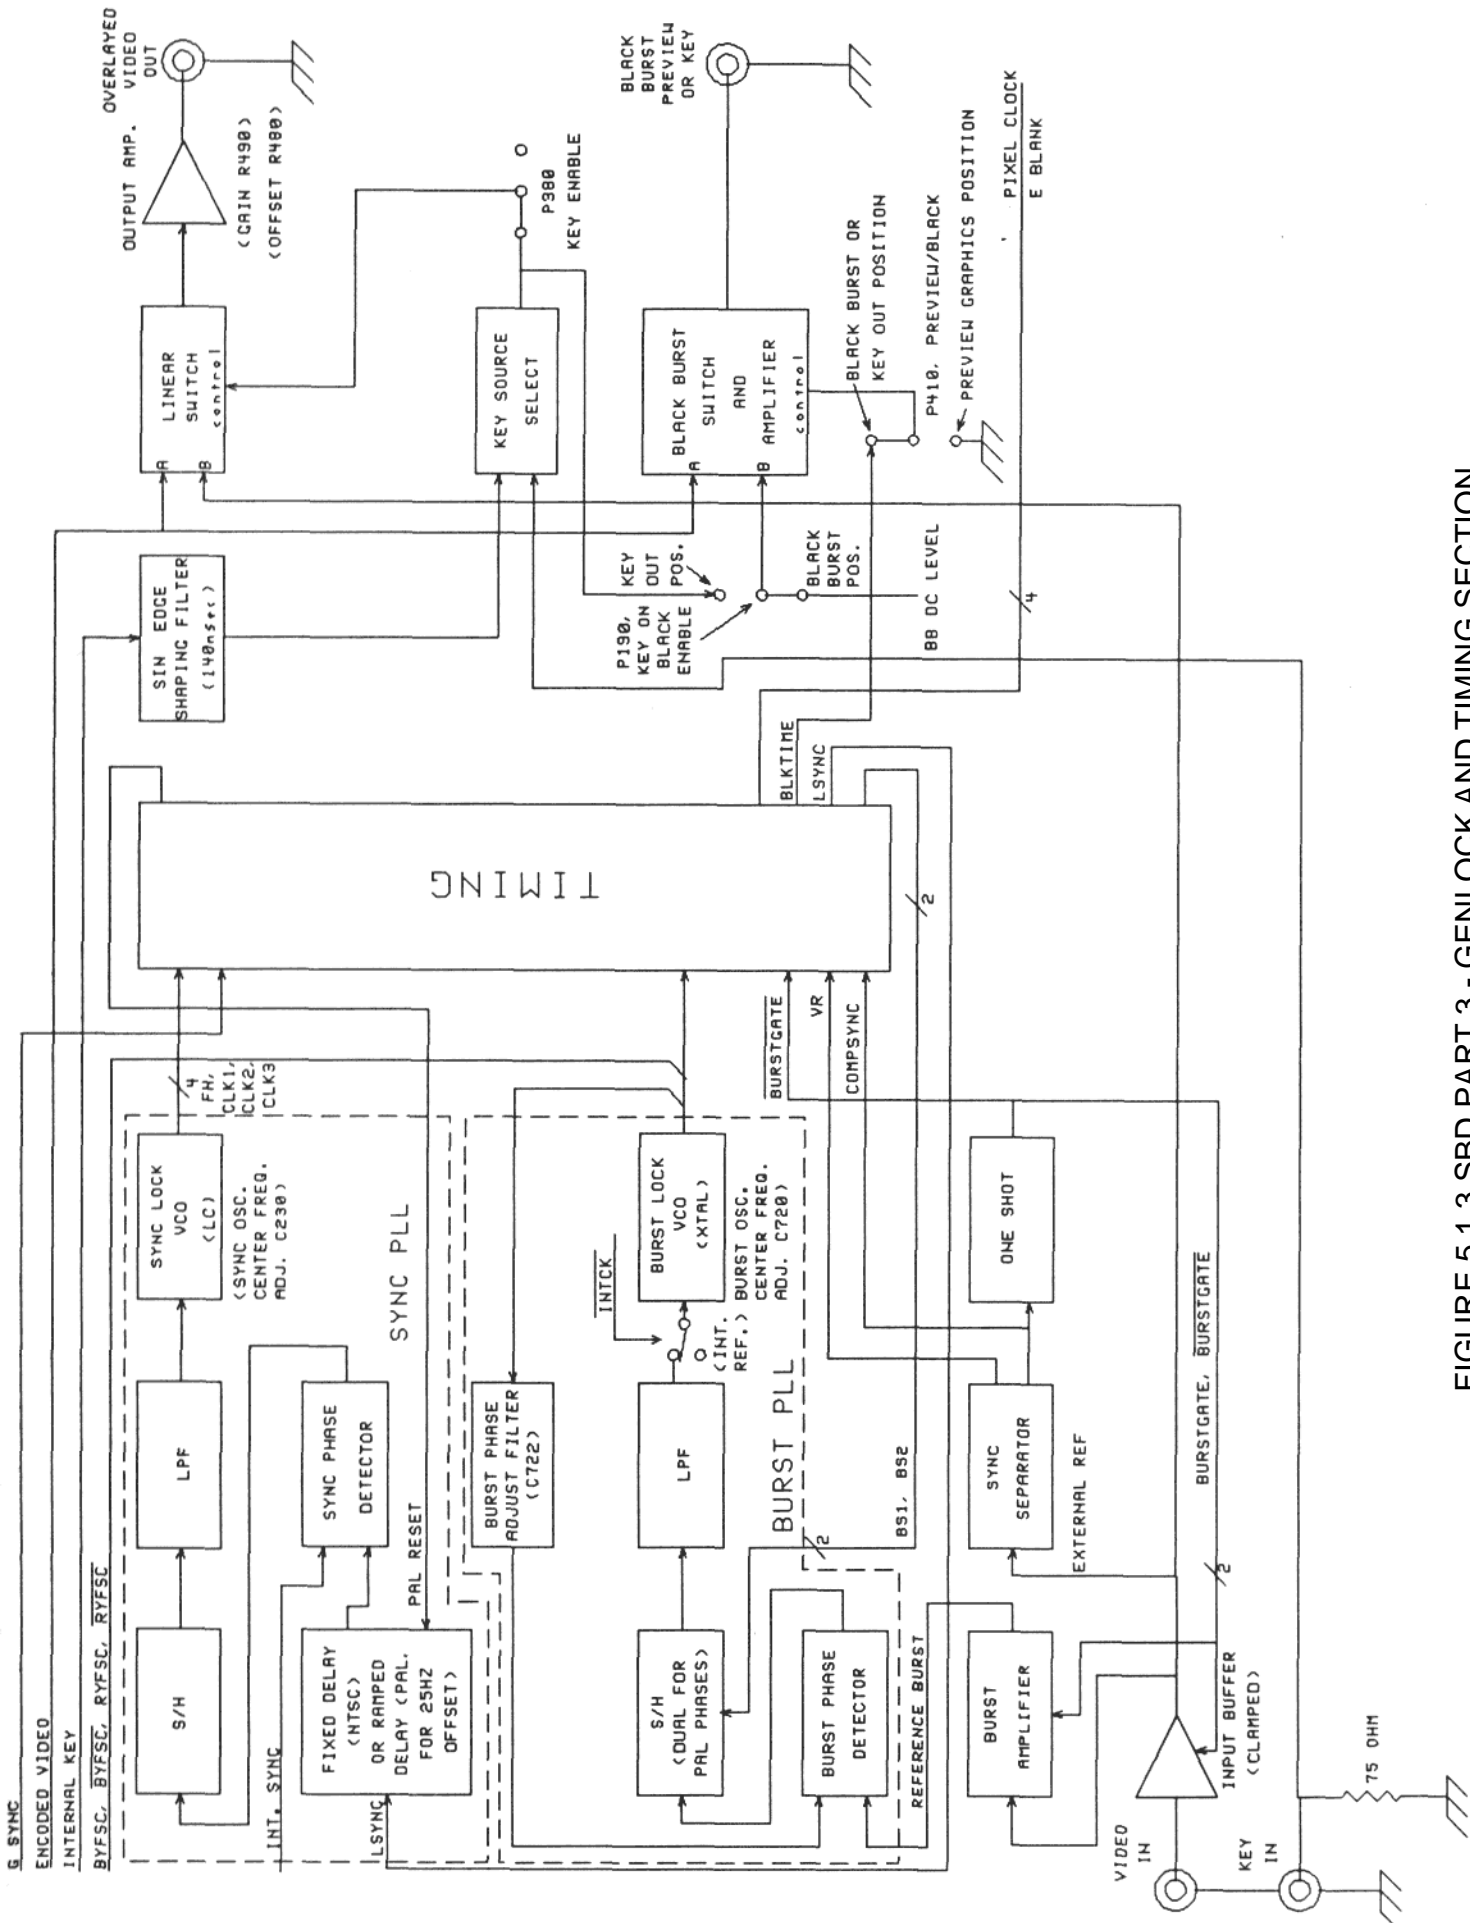 G SYNC
ENCODED VIDEO
INTERNAL KEY
BYFSC, BYFSC, RYFSC, RYFSC
S/H
LPF
SYNC LOCK
VCO
(LC)
(SYNC OSC.
CENTER FREQ.
ADJ. C230)
4
FH,
CLK1,
CLK2,
CLK3
INT. SYNC
LSYNC
FIXED DELAY
(NTSC)
OR RAMPED
DELAY (PAL,
FOR 25HZ
OFFSET)
SYNC PHASE
DETECTOR
PAL RESET
SYNC PLL
BURST PHASE
ADJUST FILTER
(C722)
S/H
(DUAL FOR
PAL PHASES)
LPF
INTCK
(INT.
REF.)
BURST LOCK
VCO
(XTAL)
BURST OSC.
CENTER FREQ.
ADJ. C720)
BURST PLL
2
BURST PHASE
DETECTOR
BS1, BS2
REFERENCE BURST
BURST
AMPLIFIER
SYNC
SEPARATOR
EXTERNAL REF
ONE SHOT
BURSTGATE
VR
COMPSYNC
BURSTGATE, BURSTGATE
2
VIDEO
IN
INPUT BUFFER
(CLAMPED)
KEY
IN
75 OHM
TIMING
2
BLKTIME
LSYNC
SIN EDGE
SHAPING FILTER
(140nsec)
A
B
LINEAR
SWITCH
control
OUTPUT AMP.
(GAIN R490)
(OFFSET R480)
OVERLAYED
VIDEO
OUT
KEY SOURCE
SELECT
P380
KEY ENABLE
P190,
KEY ON
BLACK
ENABLE
KEY
OUT
POS.
BLACK
BURST
POS.
BB DC LEVEL
A
B
BLACK BURST
SWITCH
AND
AMPLIFIER
control
BLACK
BURST
PREVIEW
OR KEY
BLACK BURST OR
KEY OUT POSITION
P410, PREVIEW/BLACK
PREVIEW GRAPHICS POSITION
4
PIXEL CLOCK
E BLANK
FIGURE 5.1.3 SBD PART 3 - GENLOCK AND TIMING SECTION